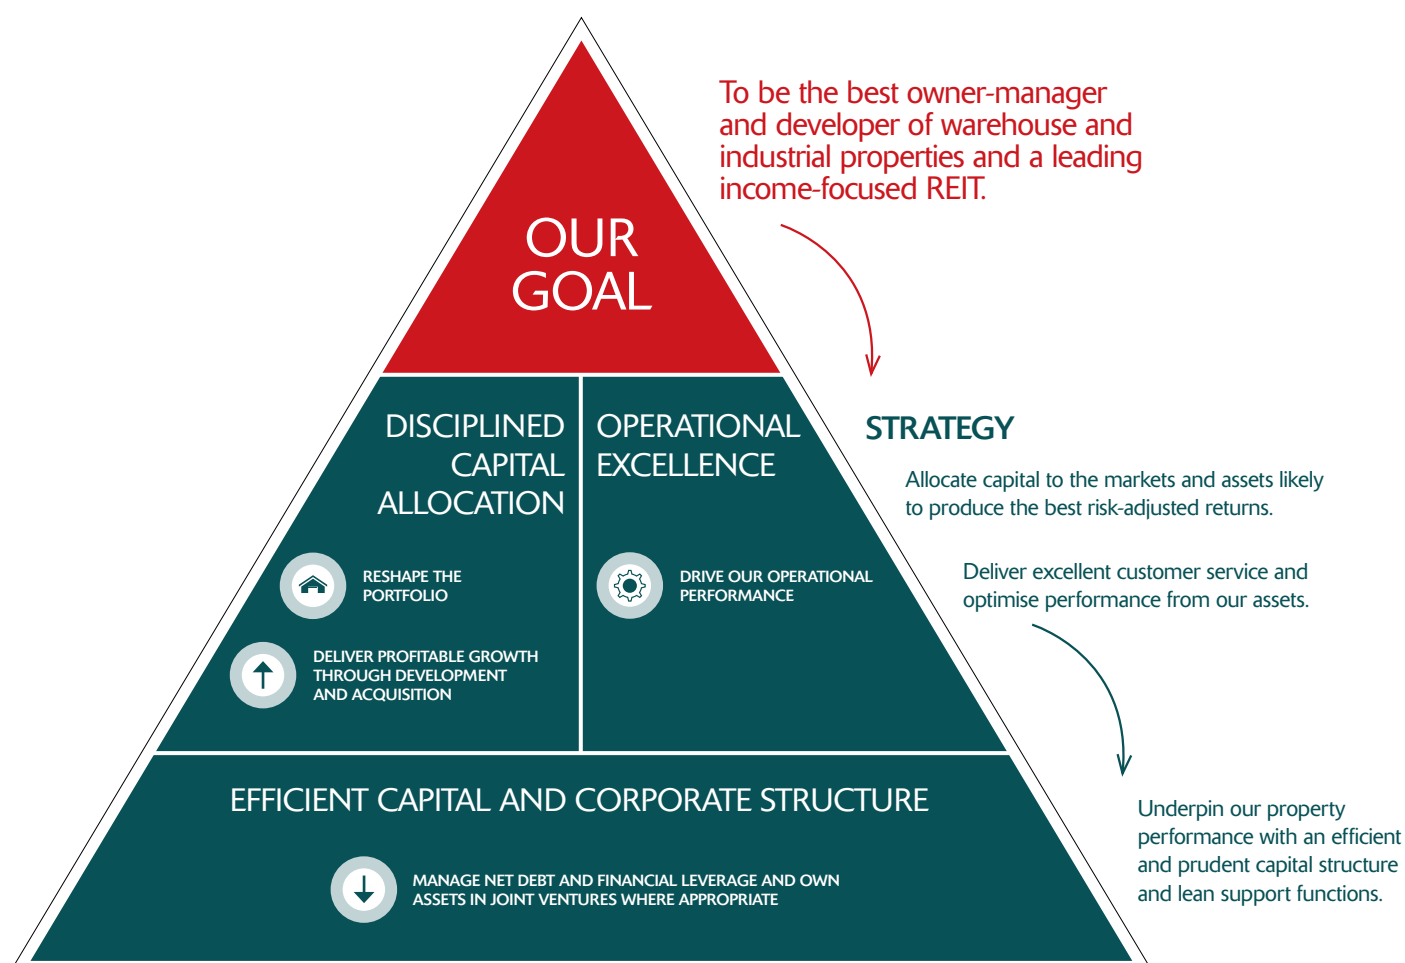 To be the best owner-manager
and developer of warehouse and
industrial properties and a leading
income-focused REIT.
OUR
GOAL
DISCIPLINED
CAPITAL
ALLOCATION
RESHAPE THE
PORTFOLIO
DELIVER PROFITABLE GROWTH
THROUGH DEVELOPMENT
AND ACQUISITION
OPERATIONAL
EXCELLENCE
DRIVE OUR OPERATIONAL
PERFORMANCE
STRATEGY
Allocate capital to the markets and assets likely
to produce the best risk-adjusted returns.
Deliver excellent customer service and
optimise performance from our assets.
EFFICIENT CAPITAL AND CORPORATE STRUCTURE
MANAGE NET DEBT AND FINANCIAL LEVERAGE AND OWN
ASSETS IN JOINT VENTURES WHERE APPROPRIATE
Underpin our property
performance with an efficient
and prudent capital structure
and lean support functions.